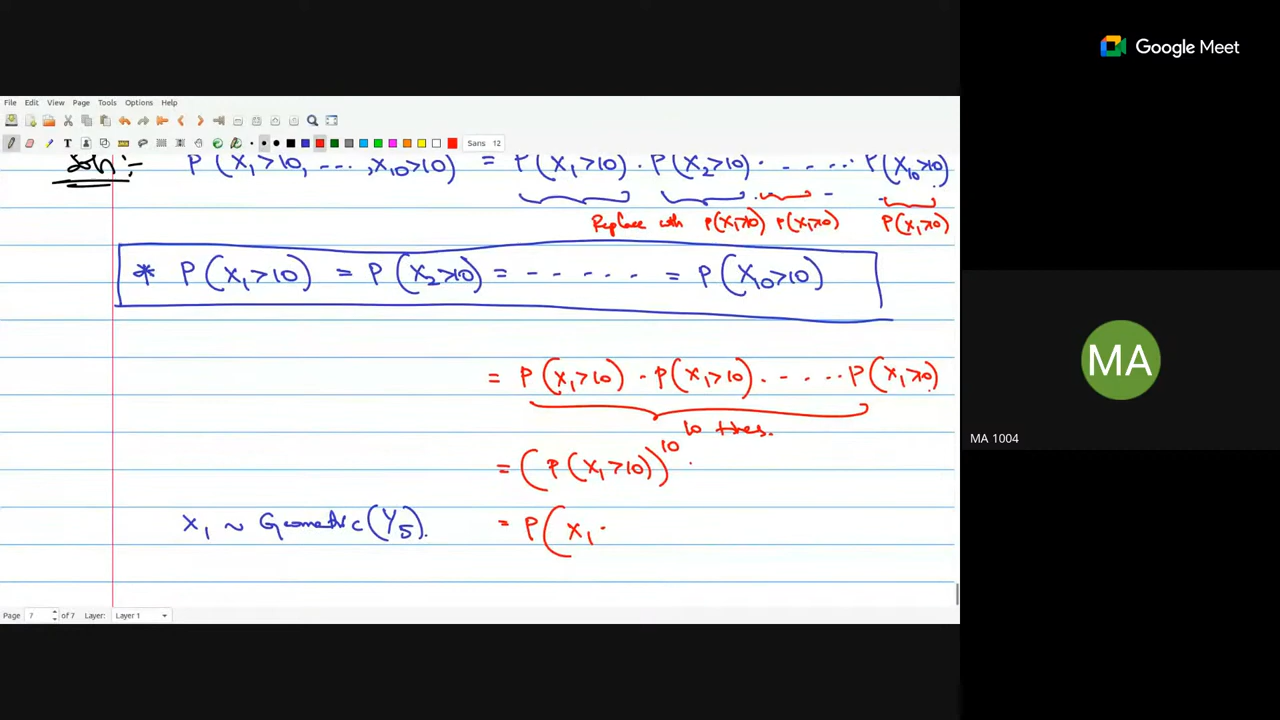 Google Meet
File Edit View Page Tools Options Help
Sans 12
Soln :- P(X1>10, ..., X10>10) = P(X1>10) · P(X2>10) · - - ... P(X10>10)
Replace with P(X1>10) P(X1>10) P(X1>10)
* P(X1>10) = P(X2>10) = - - - - - - = P(X10>10)
= P(X1>10) · P(X1>10) · - - ... P(X1>10)
10 times.
= (P(X1>10))^10
X1 ~ Geometric(1/5). = P(X1
MA
MA 1004
Page 7 of 7 Layer: Layer 1